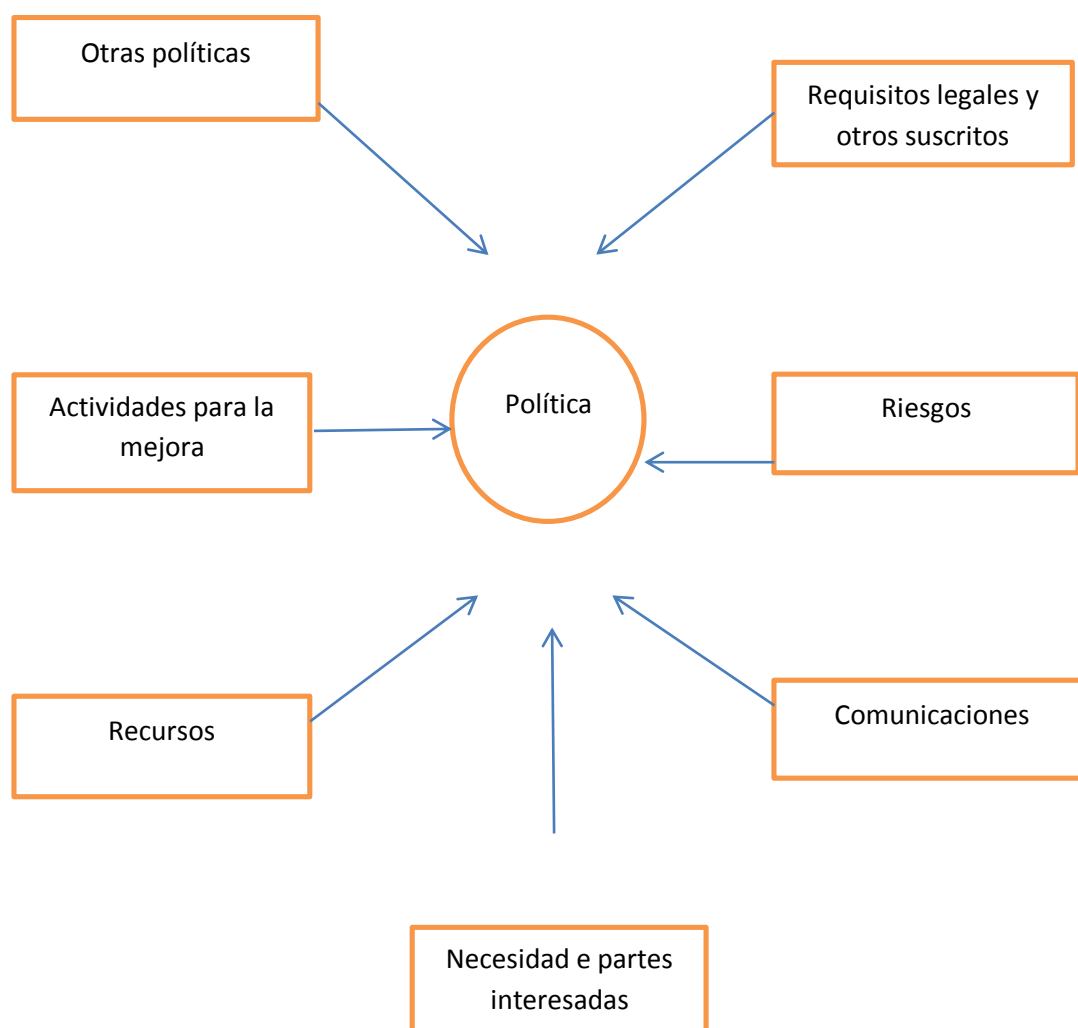 Otras políticas
Requisitos legales y
otros suscritos
Política
Actividades para la
mejora
Riesgos
Recursos
Comunicaciones
Necesidad e partes
interesadas